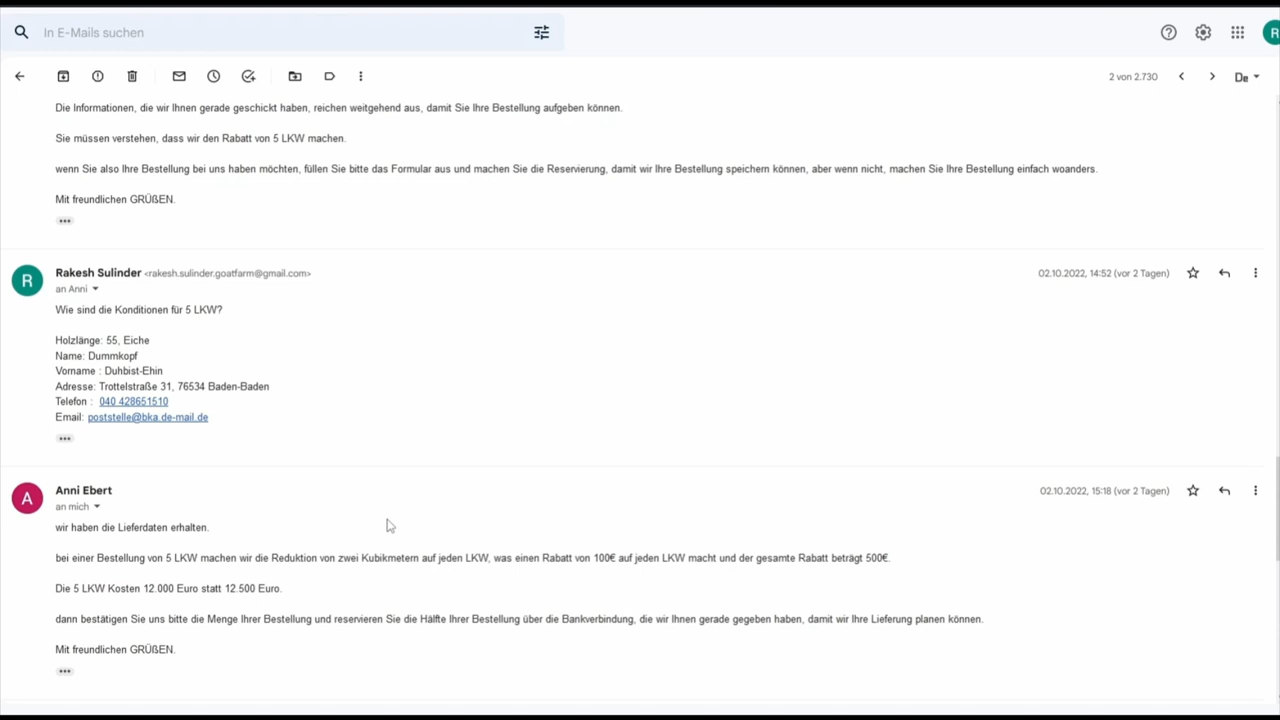 In E-Mails suchen
R
2 von 2.730
De
Die Informationen, die wir Ihnen gerade geschickt haben, reichen weitgehend aus, damit Sie Ihre Bestellung aufgeben können.
Sie müssen verstehen, dass wir den Rabatt von 5 LKW machen.
wenn Sie also Ihre Bestellung bei uns haben möchten, füllen Sie bitte das Formular aus und machen Sie die Reservierung, damit wir Ihre Bestellung speichern können, aber wenn nicht, machen Sie Ihre Bestellung einfach woanders.
Mit freundlichen GRÜßEN.
R
Rakesh Sulinder <rakesh.sulinder.goatfarm@gmail.com>
02.10.2022, 14:52 (vor 2 Tagen)
an Anni
Wie sind die Konditionen für 5 LKW?
Holzlänge: 55, Eiche
Name: Dummkopf
Vorname : Duhbist-Ehin
Adresse: Trottelstraße 31, 76534 Baden-Baden
Telefon : 040 428651510
Email: poststelle@bka.de-mail.de
A
Anni Ebert
02.10.2022, 15:18 (vor 2 Tagen)
an mich
wir haben die Lieferdaten erhalten.
bei einer Bestellung von 5 LKW machen wir die Reduktion von zwei Kubikmetern auf jeden LKW, was einen Rabatt von 100€ auf jeden LKW macht und der gesamte Rabatt beträgt 500€.
Die 5 LKW Kosten 12.000 Euro statt 12.500 Euro.
dann bestätigen Sie uns bitte die Menge Ihrer Bestellung und reservieren Sie die Hälfte Ihrer Bestellung über die Bankverbindung, die wir Ihnen gerade gegeben haben, damit wir Ihre Lieferung planen können.
Mit freundlichen GRÜßEN.